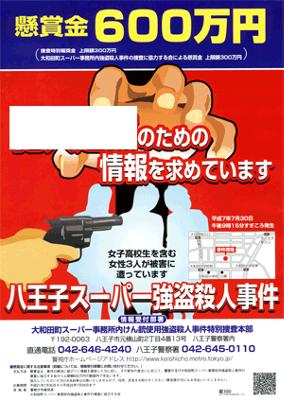 懸賞金 600万円
捜査特別報奨金 上限額300万円
大和田町スーパー事務所内強盗殺人事件の捜査に協力する会による懸賞金 上限額300万円
のための
情報を求めています
平成7年7月30日
午後9時15分すぎころ発生
女子高校生を含む
女性3人が被害に
遭っています
八王子スーパー強盗殺人事件
情報受付部署
大和田町スーパー事務所内けん銃使用強盗殺人事件特別捜査本部
〒192-0063 八王子市元横山町2丁目4番13号 八王子警察署内
直通電話 042-646-4240 八王子警察署 042-645-0110
警視庁ホームページアドレス http://www.keishicho.metro.tokyo.jp/